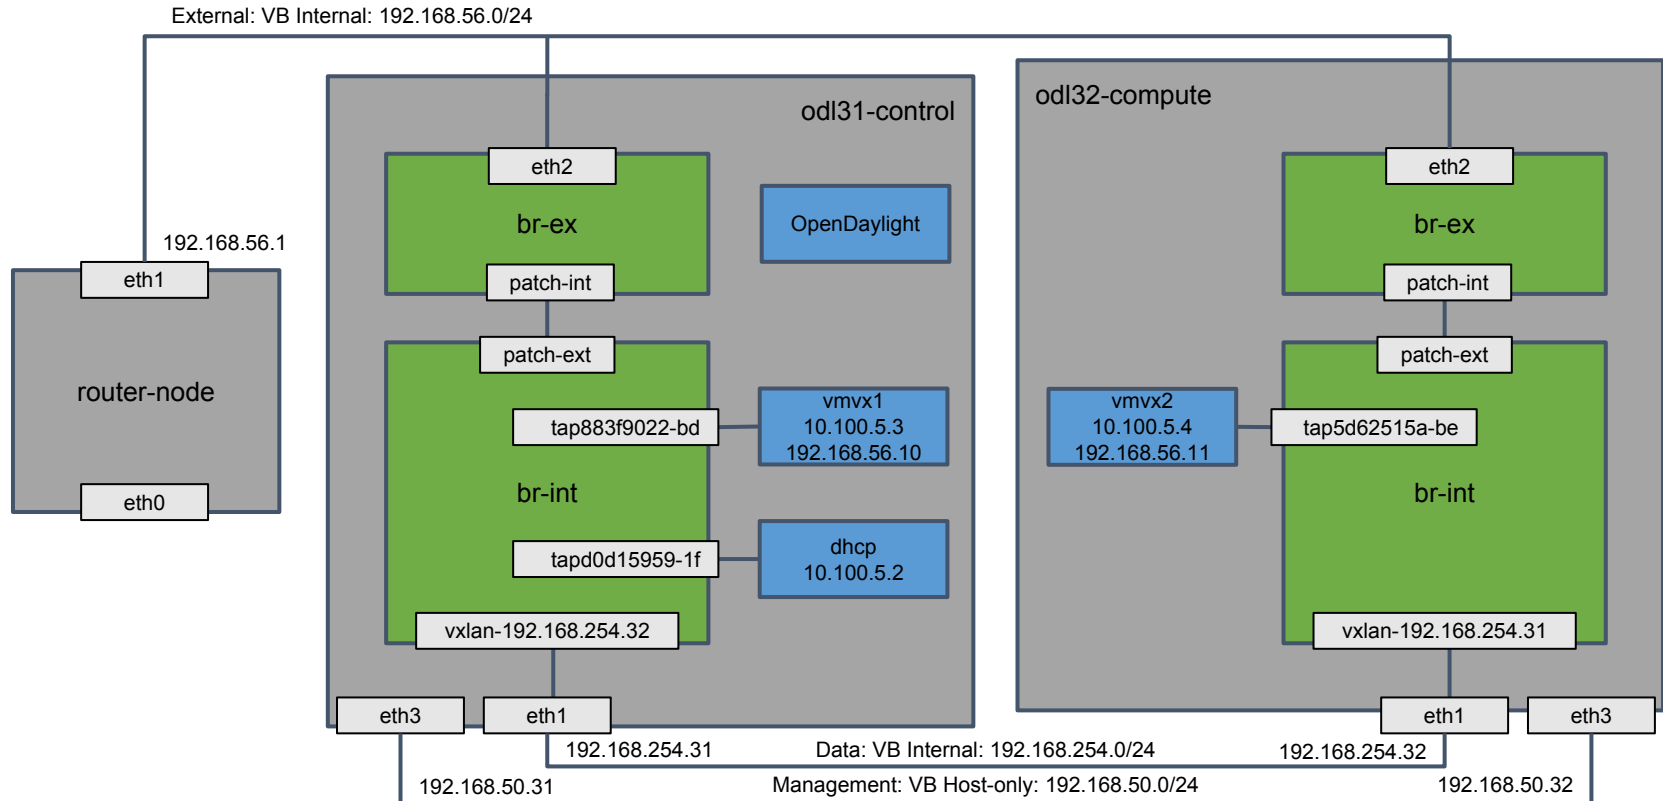 External: VB Internal: 192.168.56.0/24
odl31-control
odl32-compute
eth2
eth2
br-ex
OpenDaylight
br-ex
192.168.56.1
eth1
patch-int
patch-int
patch-ext
patch-ext
router-node
vmvx1
10.100.5.3
192.168.56.10
tap883f9022-bd
vmvx2
10.100.5.4
192.168.56.11
tap5d62515a-be
br-int
br-int
eth0
tapd0d15959-1f
dhcp
10.100.5.2
vxlan-192.168.254.32
vxlan-192.168.254.31
eth3
eth1
eth1
eth3
192.168.254.31
Data: VB Internal: 192.168.254.0/24
192.168.254.32
192.168.50.31
Management: VB Host-only: 192.168.50.0/24
192.168.50.32